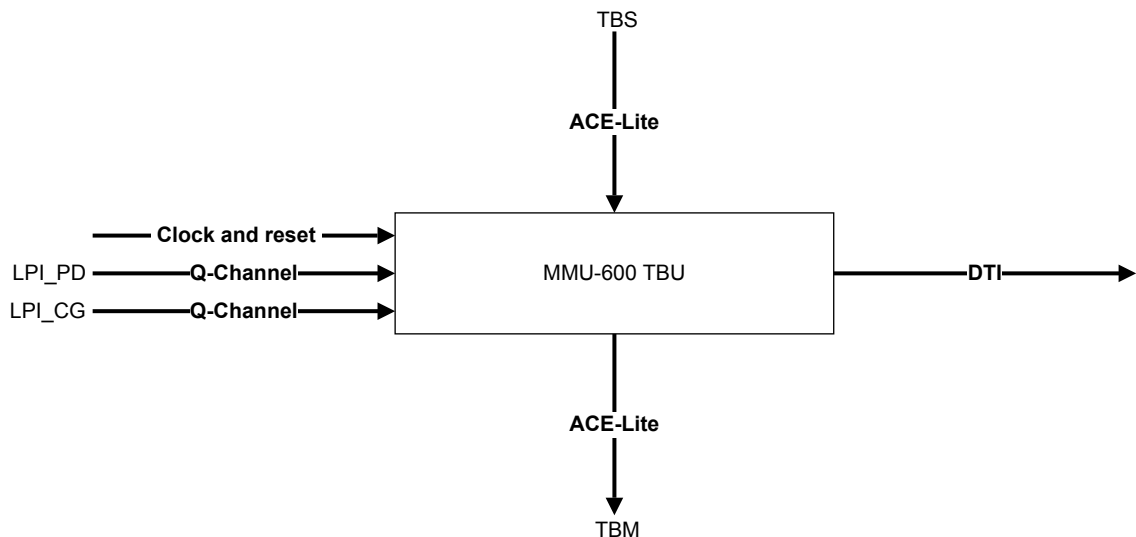 TBS
ACE-Lite
Clock and reset
LPI_PD Q-Channel MMU-600 TBU DTI
LPI_CG Q-Channel
ACE-Lite
TBM